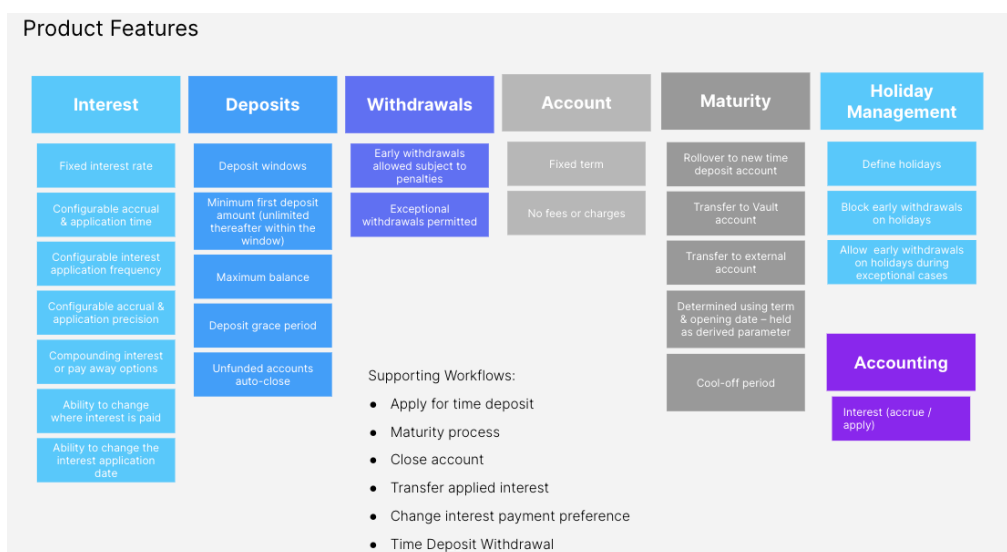 Product Features
Interest
Fixed interest rate
Configurable accrual
& application time
Configurable interest
application frequency
Configurable accrual &
application precision
Compounding interest
or pay away options
Ability to change
where interest is paid
Ability to change the
interest application
date
Deposits
Deposit windows
Minimum first deposit
amount (unlimited
thereafter within the
window)
Maximum balance
Deposit grace period
Unfunded accounts
auto-close
Withdrawals
Early withdrawals
allowed subject to
penalties
Exceptional
withdrawals permitted
Account
Fixed term
No fees or charges
Maturity
Rollover to new time
deposit account
Transfer to Vault
account
Transfer to external
account
Determined using term
& opening date – held
as derived parameter
Cool-off period
Holiday
Management
Define holidays
Block early withdrawals
on holidays
Allow early withdrawals
on holidays during
exceptional cases
Accounting
Interest (accrue /
apply)
Supporting Workflows:
● Apply for time deposit
● Maturity process
● Close account
● Transfer applied interest
● Change interest payment preference
● Time Deposit Withdrawal